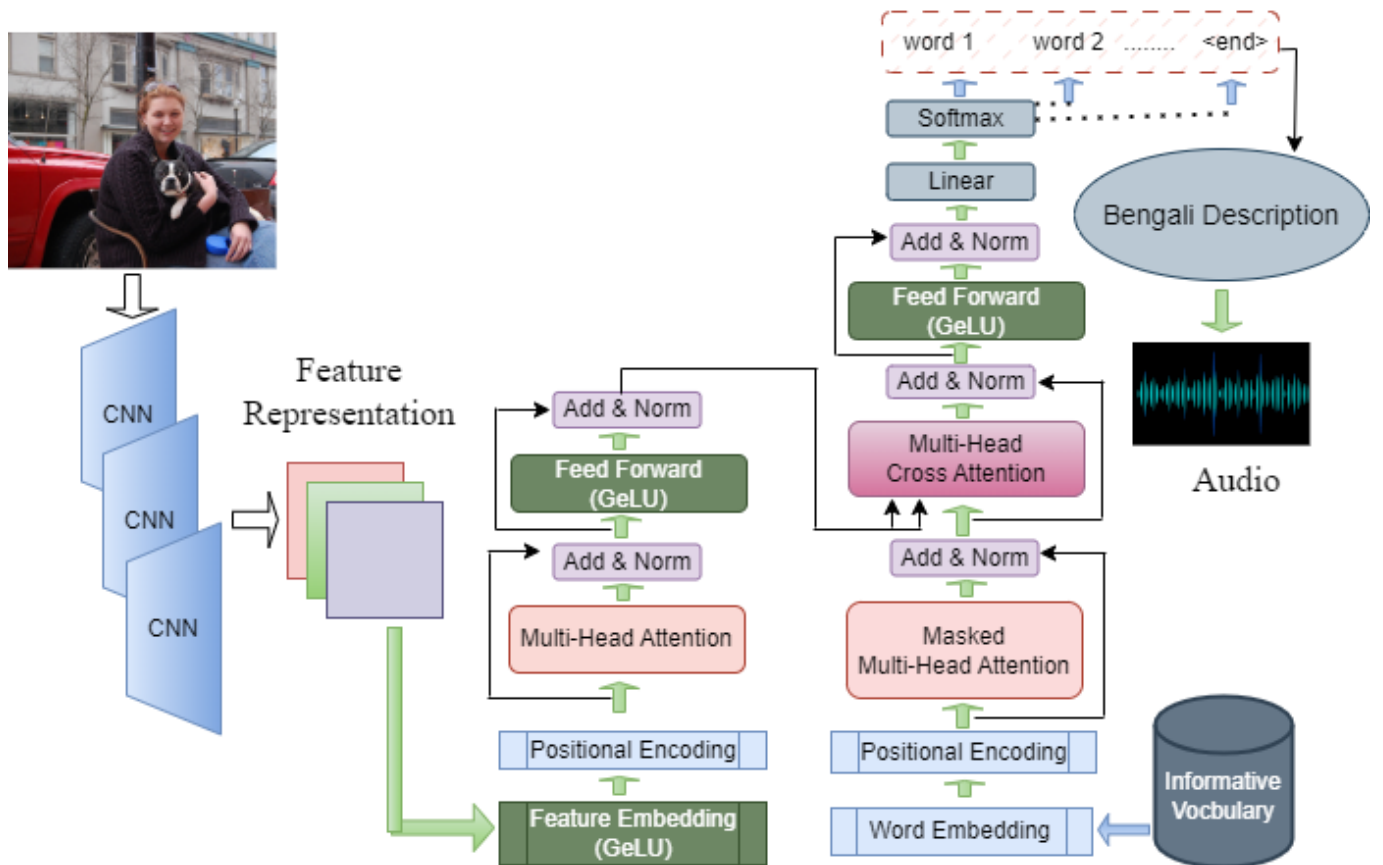 word 1 word 2 ........ <end>
Softmax
Linear
Bengali Description
Add & Norm
Feed Forward
(GeLU)
Add & Norm
Multi-Head
Cross Attention
Add & Norm
Masked
Multi-Head Attention
Positional Encoding
Word Embedding
Informative
Vocbulary
Audio
CNN
CNN
CNN
Feature
Representation
Add & Norm
Feed Forward
(GeLU)
Add & Norm
Multi-Head Attention
Positional Encoding
Feature Embedding
(GeLU)